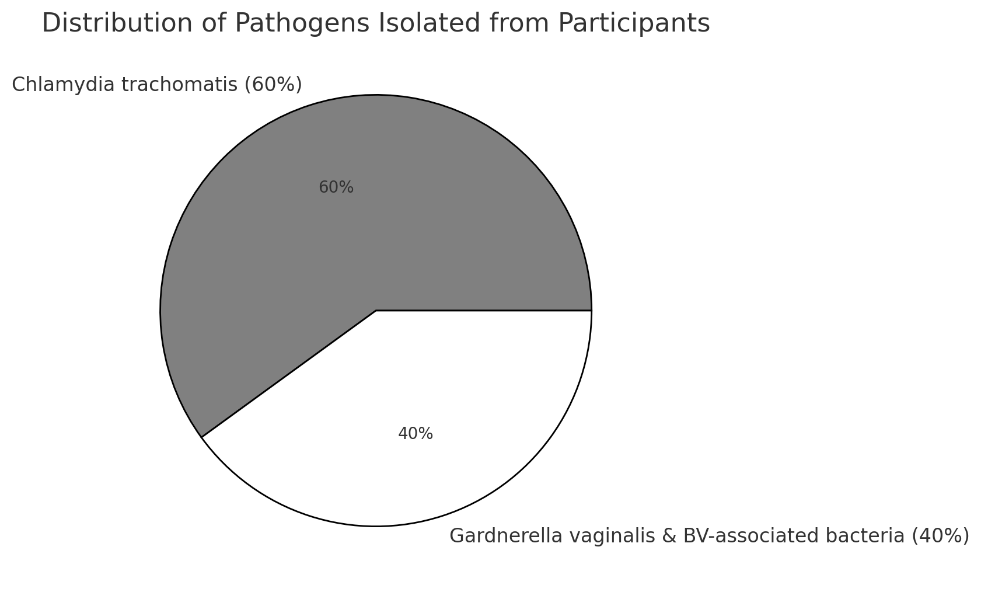 Distribution of Pathogens Isolated from Participants
Chlamydia trachomatis (60%)
60%
40%
Gardnerella vaginalis & BV-associated bacteria (40%)